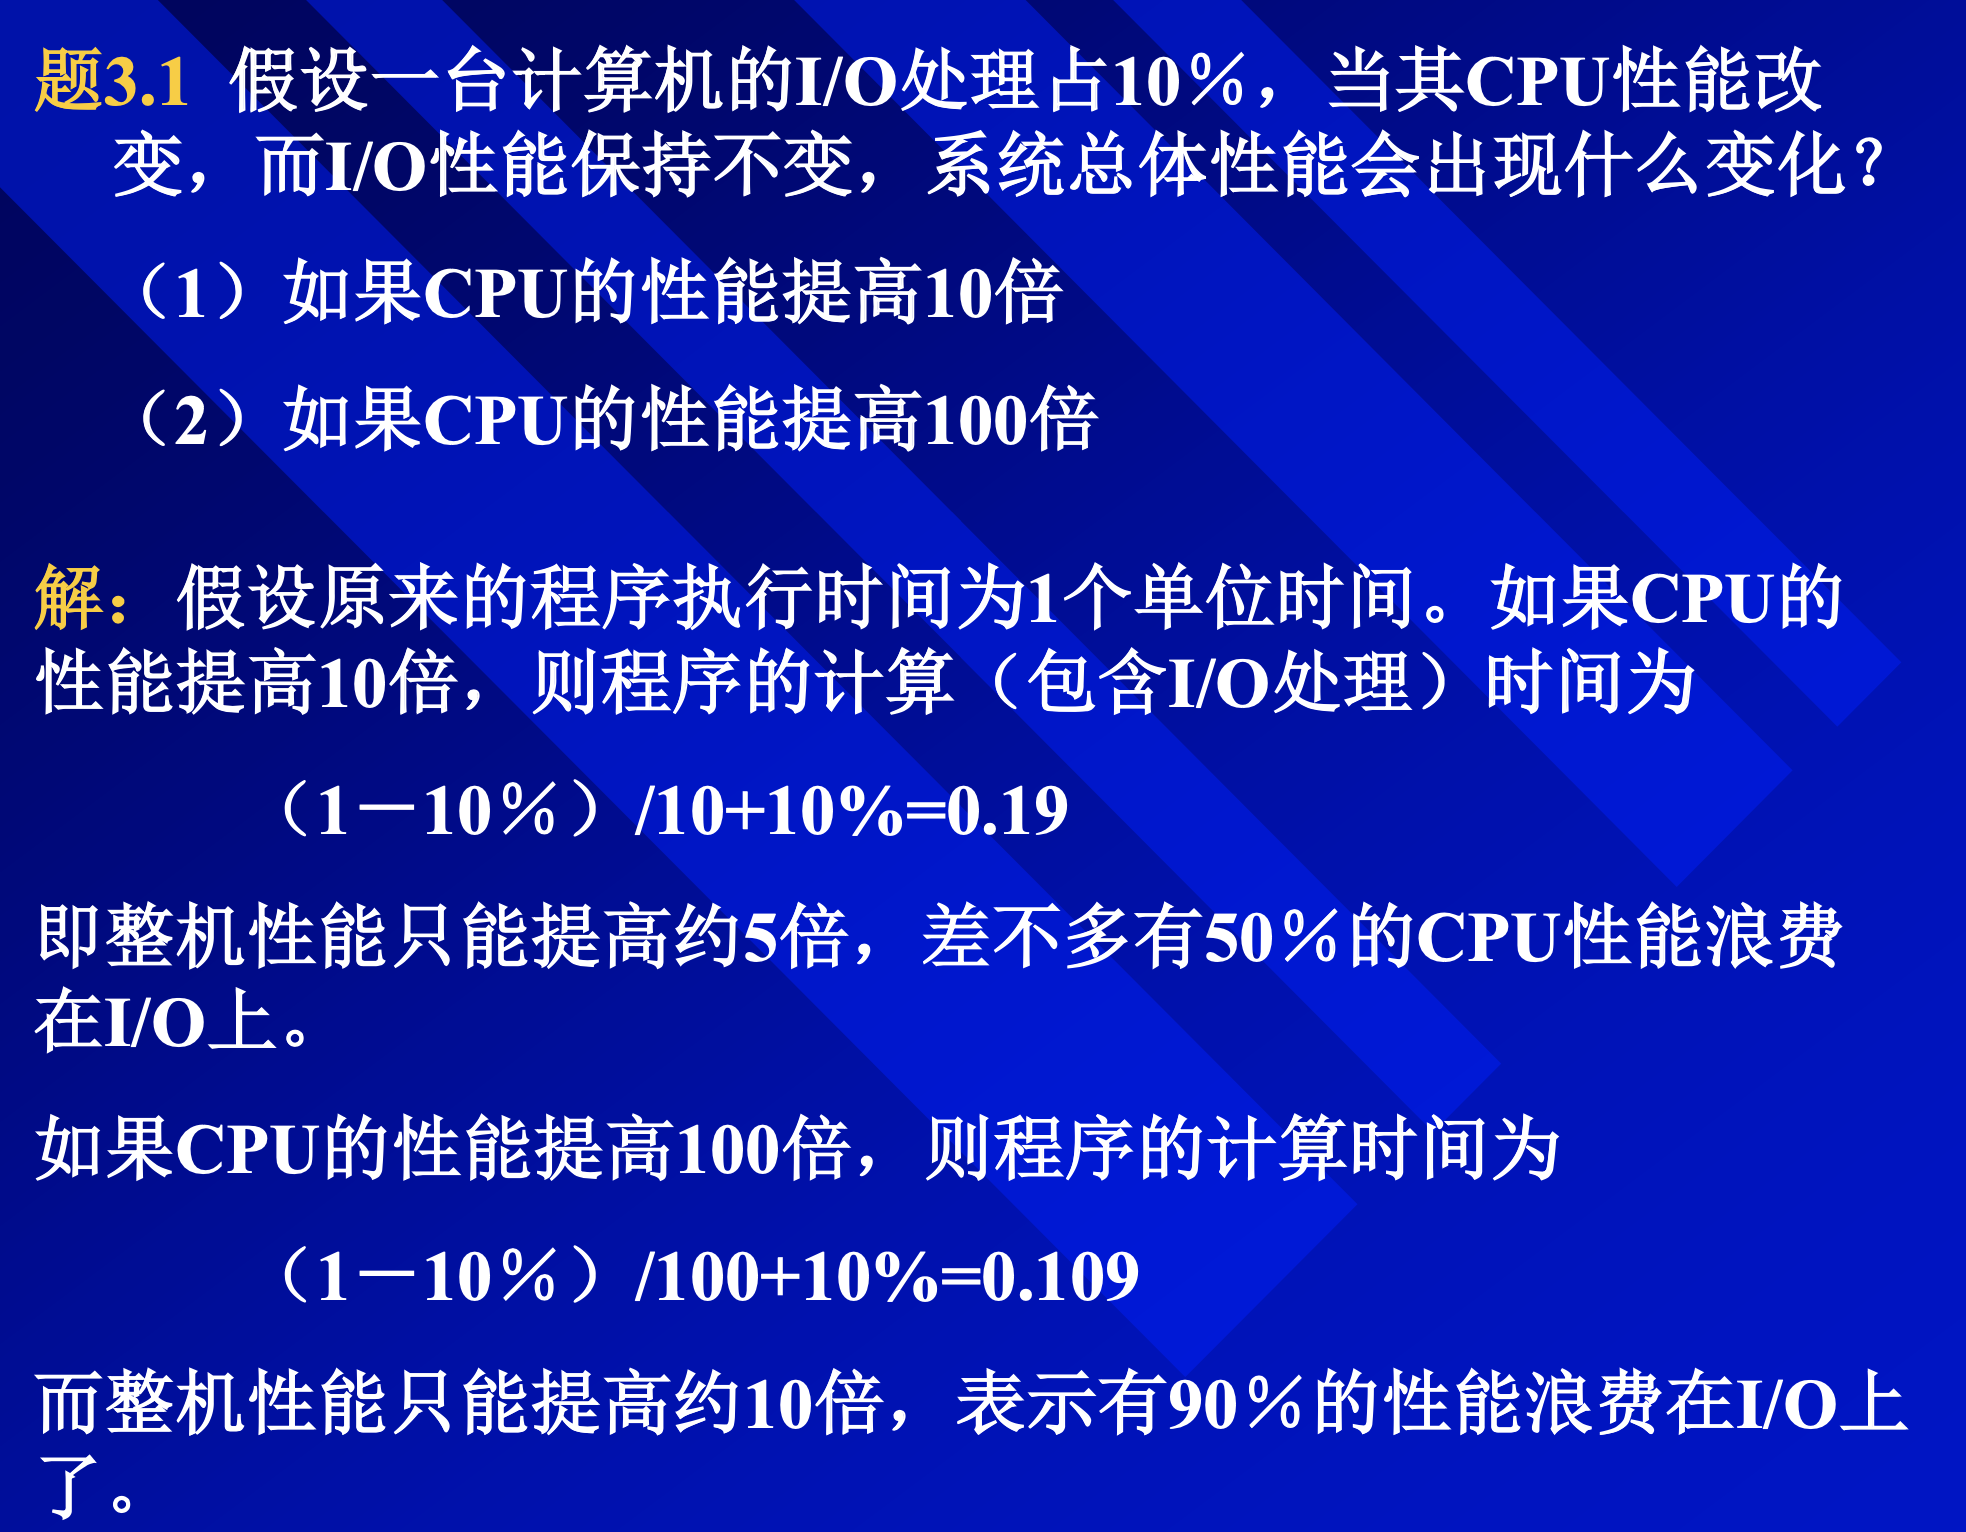 题3.1 假设一台计算机的I/O处理占10％，当其CPU性能改
变，而I/O性能保持不变，系统总体性能会出现什么变化？
（1）如果CPU的性能提高10倍
（2）如果CPU的性能提高100倍
解：假设原来的程序执行时间为1个单位时间。如果CPU的
性能提高10倍，则程序的计算（包含I/O处理）时间为
（1－10％）/10+10%=0.19
即整机性能只能提高约5倍，差不多有50％的CPU性能浪费
在I/O上。
如果CPU的性能提高100倍，则程序的计算时间为
（1－10％）/100+10%=0.109
而整机性能只能提高约10倍，表示有90％的性能浪费在I/O上
了。